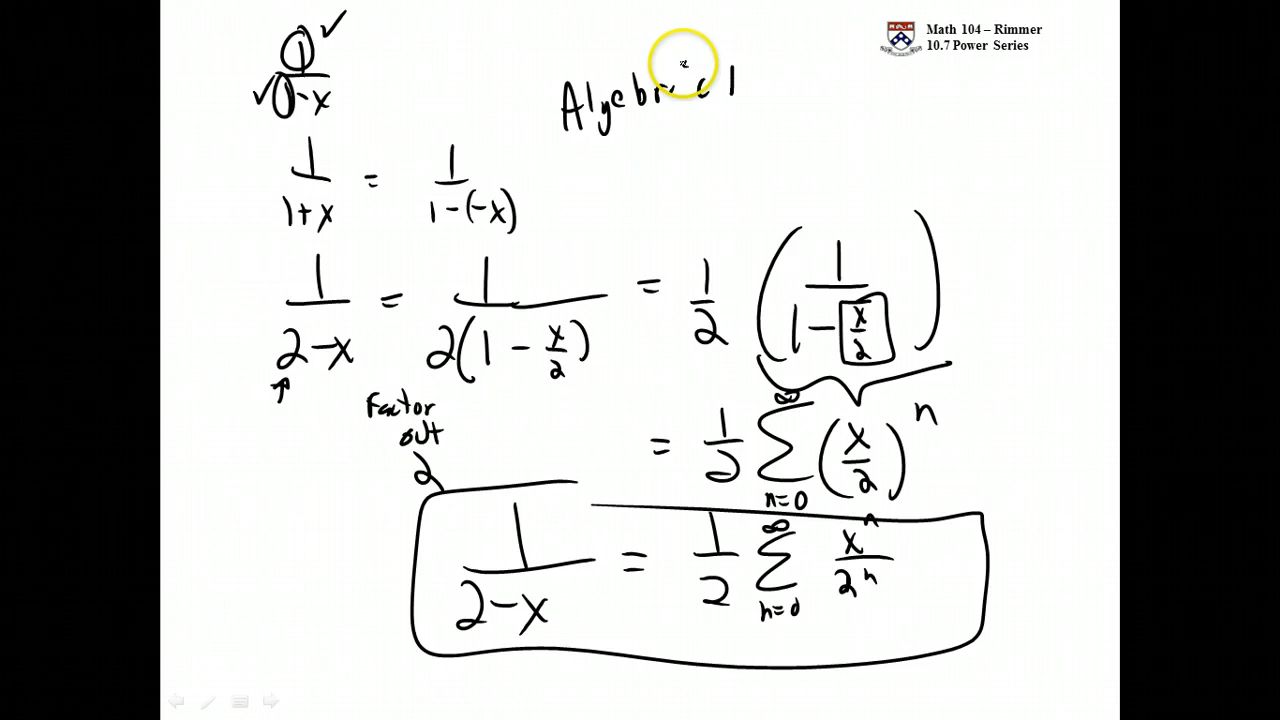 Math 104 – Rimmer
10.7 Power Series
1/(1-x)
Algebraical
1/(1+x) = 1/(1-(-x))
1/(2-x) = 1/(2(1 - x/2)) = 1/2 (1/(1 - x/2))
Factor
out
2
= 1/2 ∑_{n=0}^{∞} (x/2)^n
1/(2-x) = 1/2 ∑_{n=0}^{∞} x^n/2^n